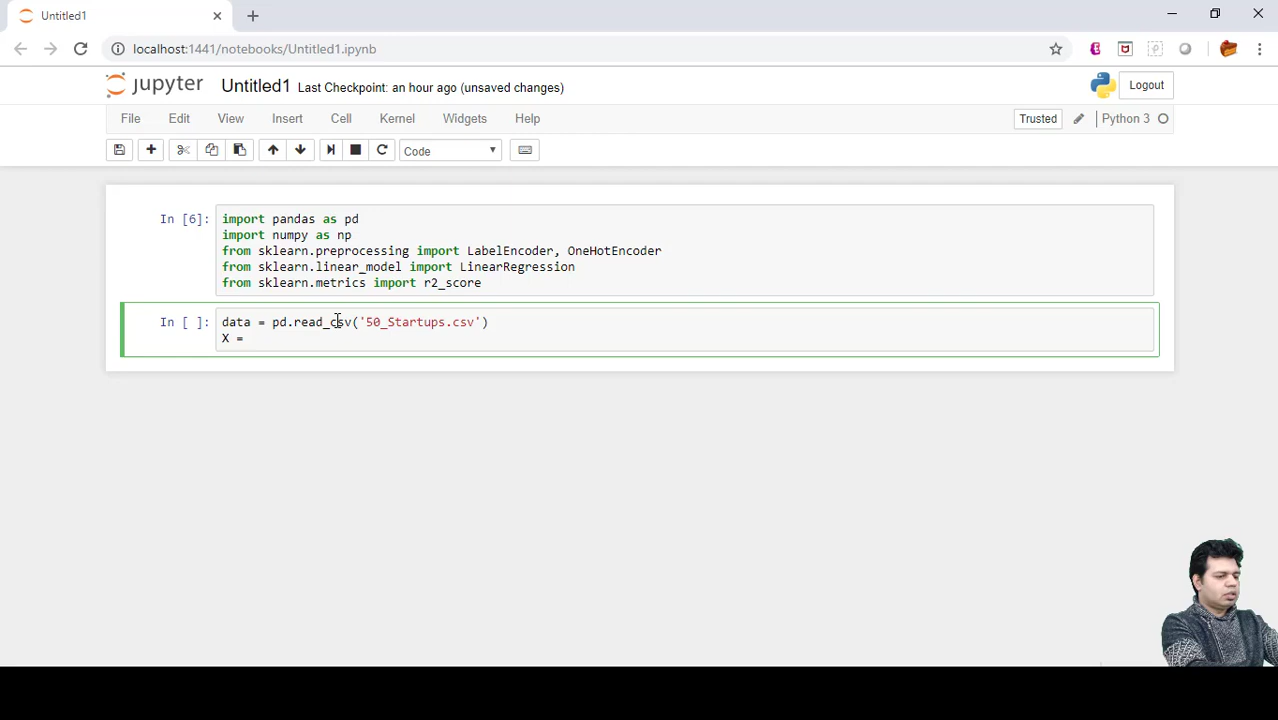 Untitled1
localhost:1441/notebooks/Untitled1.ipynb
jupyter Untitled1 Last Checkpoint: an hour ago (unsaved changes) Logout
File Edit View Insert Cell Kernel Widgets Help Trusted Python 3
Code
In [6]: import pandas as pd
import numpy as np
from sklearn.preprocessing import LabelEncoder, OneHotEncoder
from sklearn.linear_model import LinearRegression
from sklearn.metrics import r2_score
In [ ]: data = pd.read_csv('50_Startups.csv')
X =